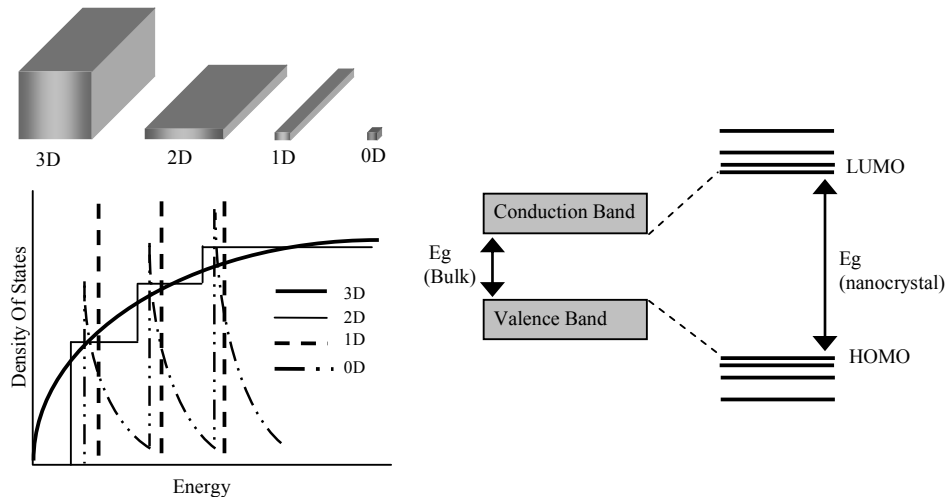 3D
2D
1D
0D
Density Of States
3D
2D
1D
0D
Energy
Conduction Band
Eg
(Bulk)
Valence Band
LUMO
Eg
(nanocrystal)
HOMO